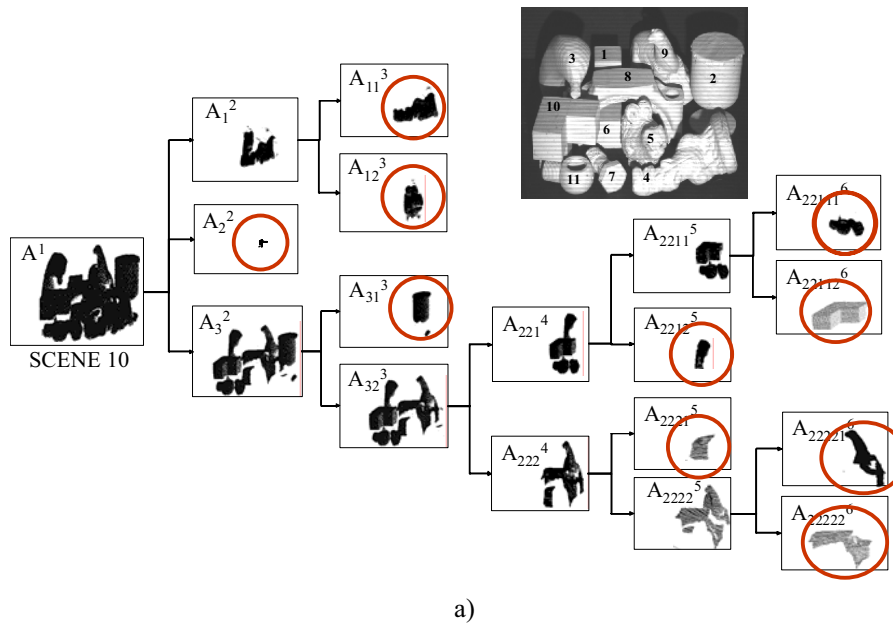 3
1
9
2
8
10
6
5
11
7
4
A₁₁³
A₁²
A₁₂³
A₂²
A¹
SCENE 10
A₃²
A₃₁³
A₃₂³
A₂₂₁⁴
A₂₂₂⁴
A₂₂₁₁⁵
A₂₂₁₂⁵
A₂₂₂₁⁵
A₂₂₂₂⁵
A₂₂₁₁₁⁶
A₂₂₁₁₂⁶
A₂₂₂₂₁⁶
A₂₂₂₂₂⁶
a)